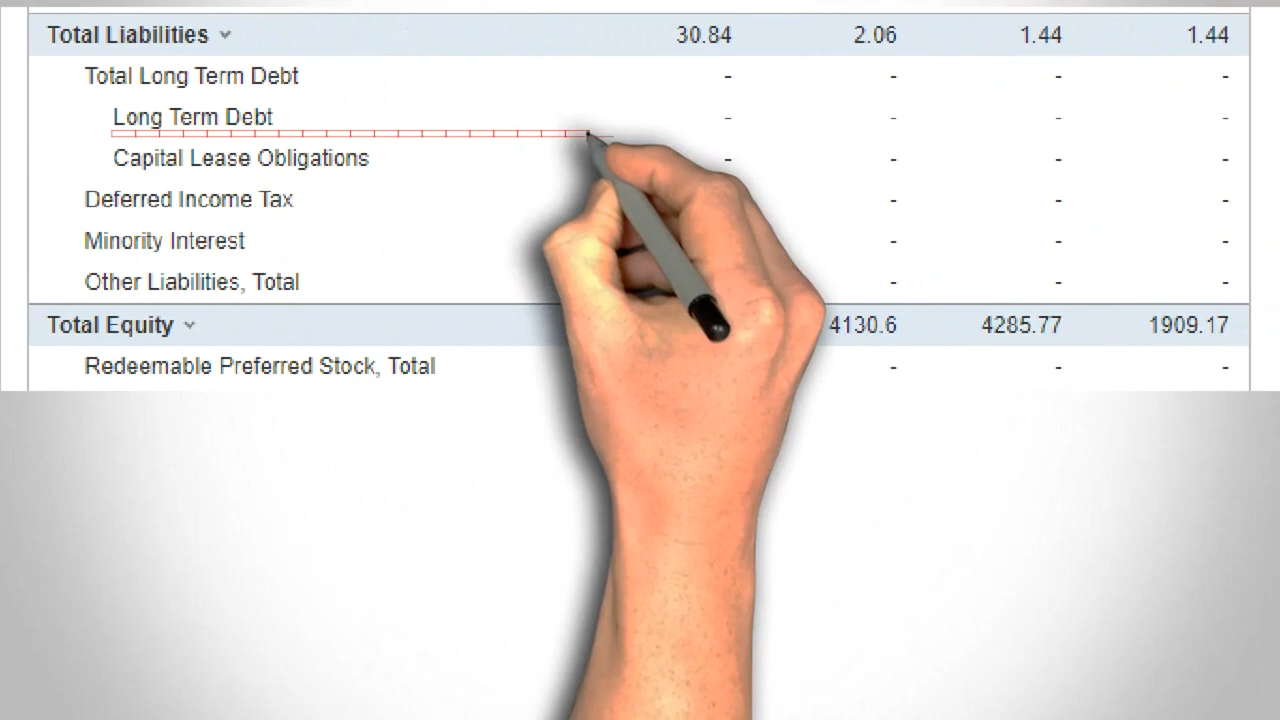 Total Liabilities 30.84 2.06 1.44 1.44
Total Long Term Debt - - - -
Long Term Debt - - - -
Capital Lease Obligations - - - -
Deferred Income Tax - - -
Minority Interest - - -
Other Liabilities, Total - - -
Total Equity 4130.6 4285.77 1909.17
Redeemable Preferred Stock, Total - - -